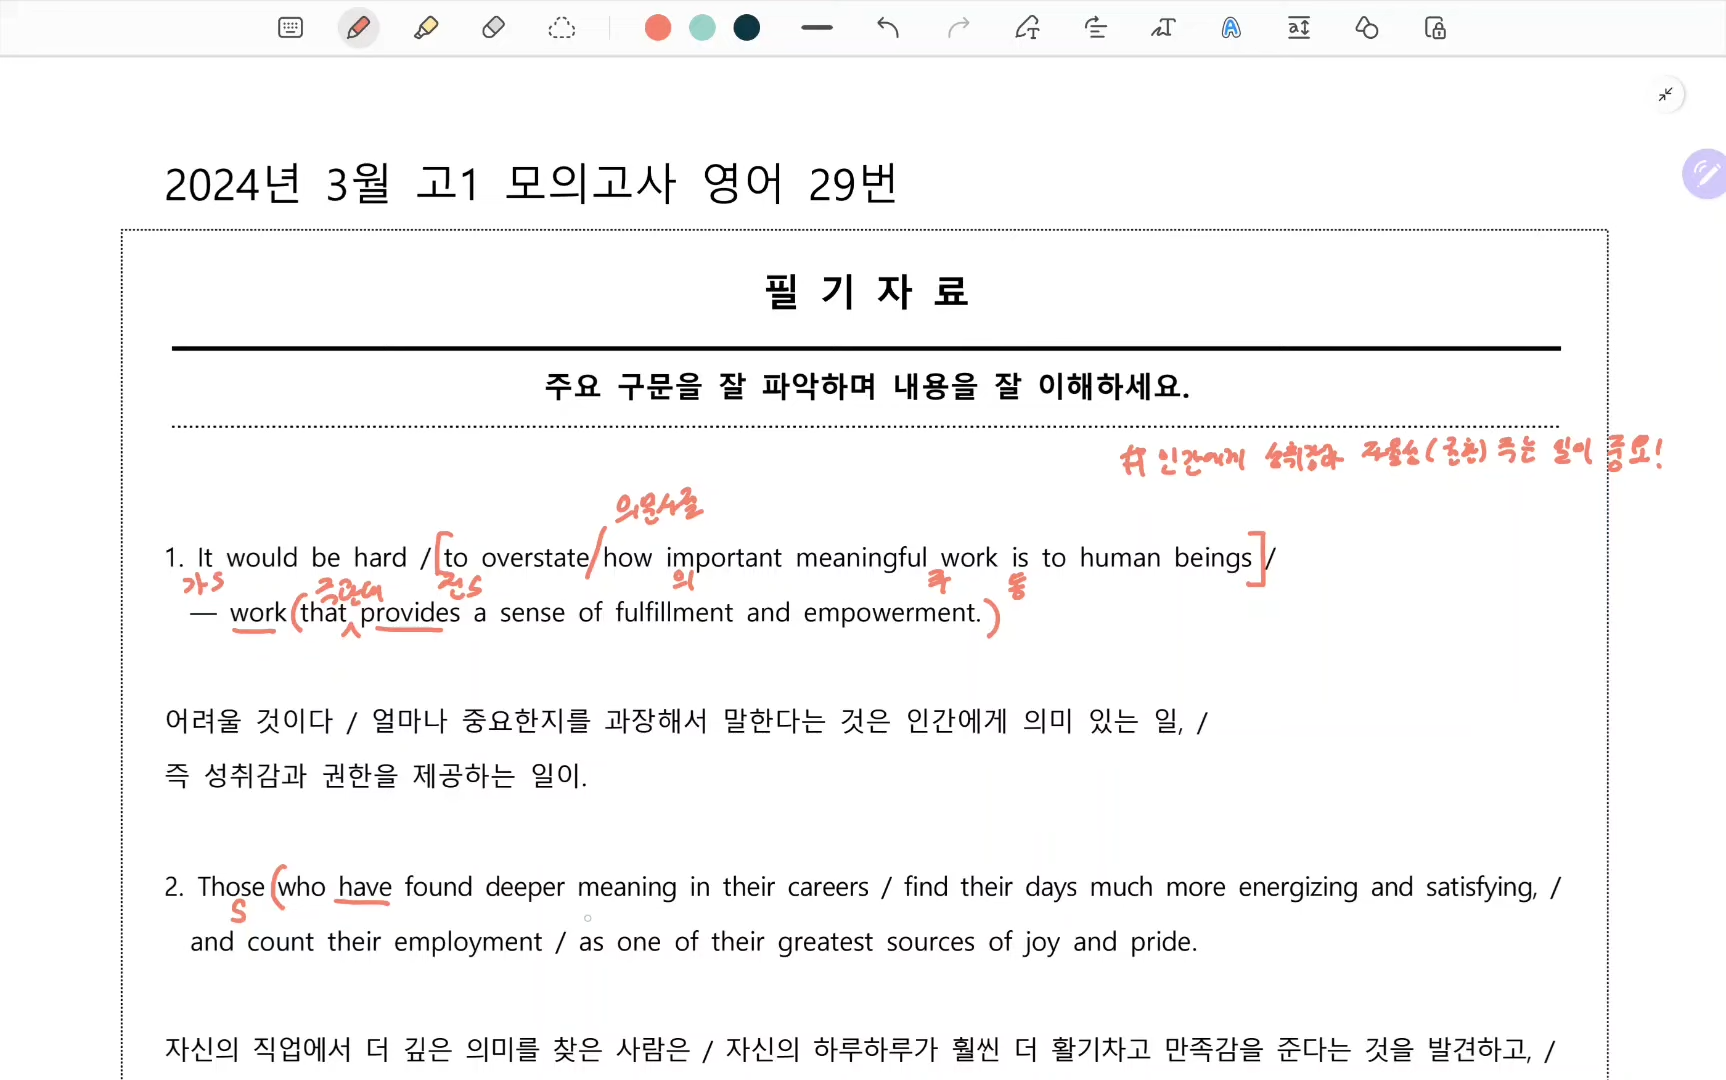 2024년 3월 고1 모의고사 영어 29번
필 기 자 료
주요 구문을 잘 파악하며 내용을 잘 이해하세요.
# 인간에게 성취감과 자율성(권한) 주는 일이 중요!
의문사절
1. It would be hard / [to overstate / how important meaningful work is to human beings] /
가S 주관대 진S 의 주 동
— work (that provides a sense of fulfillment and empowerment.)
어려울 것이다 / 얼마나 중요한지를 과장해서 말한다는 것은 인간에게 의미 있는 일, /
즉 성취감과 권한을 제공하는 일이.
2. Those (who have found deeper meaning in their careers / find their days much more energizing and satisfying, /
S
and count their employment / as one of their greatest sources of joy and pride.
자신의 직업에서 더 깊은 의미를 찾은 사람은 / 자신의 하루하루가 훨씬 더 활기차고 만족감을 준다는 것을 발견하고, /